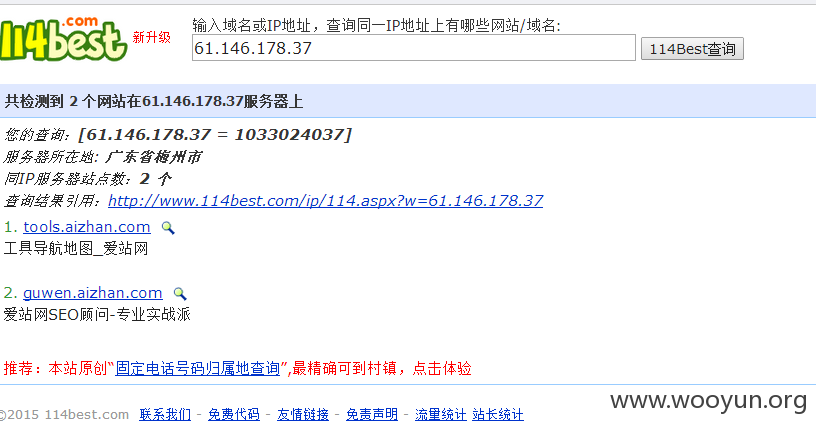 114best.com
新升级
输入域名或IP地址，查询同一IP地址上有哪些网站/域名:
61.146.178.37 114Best查询
共检测到 2 个网站在61.146.178.37服务器上
您的查询：[61.146.178.37 = 1033024037]
服务器所在地: 广东省梅州市
同IP服务器站点数：2 个
查询结果引用：http://www.114best.com/ip/114.aspx?w=61.146.178.37
1. tools.aizhan.com
工具导航地图_爱站网
2. guwen.aizhan.com
爱站网SEO顾问-专业实战派
推荐：本站原创“固定电话号码归属地查询”,最精确可到村镇，点击体验
©2015 114best.com 联系我们 - 免费代码 - 友情链接 - 免责声明 - 流量统计 站长统计
www.wooyun.org